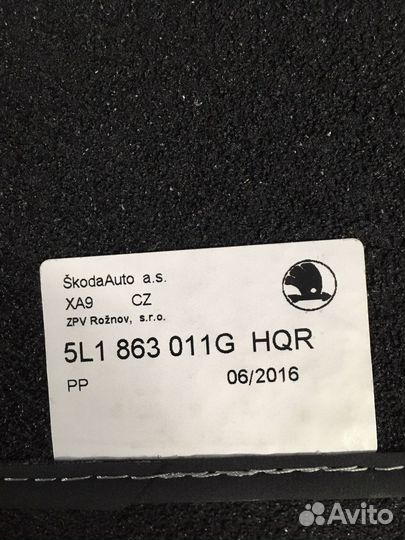 ŠkodaAuto a.s.
XA9 CZ
ZPV Rožnov, s.r.o.
5L1 863 011G HQR
PP 06/2016
Avito